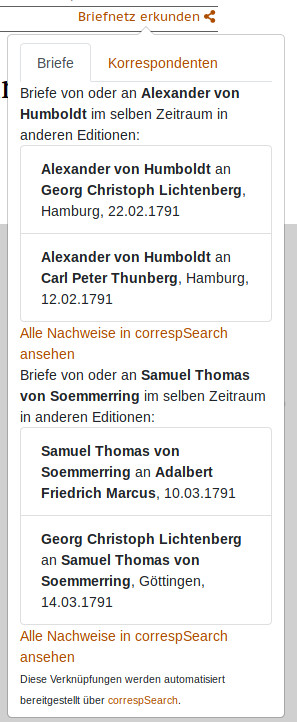 Briefnetz erkunden
Briefe Korrespondenten
Briefe von oder an Alexander von
Humboldt im selben Zeitraum in
anderen Editionen:
Alexander von Humboldt an
Georg Christoph Lichtenberg,
Hamburg, 22.02.1791
Alexander von Humboldt an
Carl Peter Thunberg, Hamburg,
12.02.1791
Alle Nachweise in correspSearch
ansehen
Briefe von oder an Samuel Thomas
von Soemmerring im selben Zeitraum
in anderen Editionen:
Samuel Thomas von
Soemmerring an Adalbert
Friedrich Marcus, 10.03.1791
Georg Christoph Lichtenberg
an Samuel Thomas von
Soemmerring, Göttingen,
14.03.1791
Alle Nachweise in correspSearch
ansehen
Diese Verknüpfungen werden automatisiert
bereitgestellt über correspSearch.